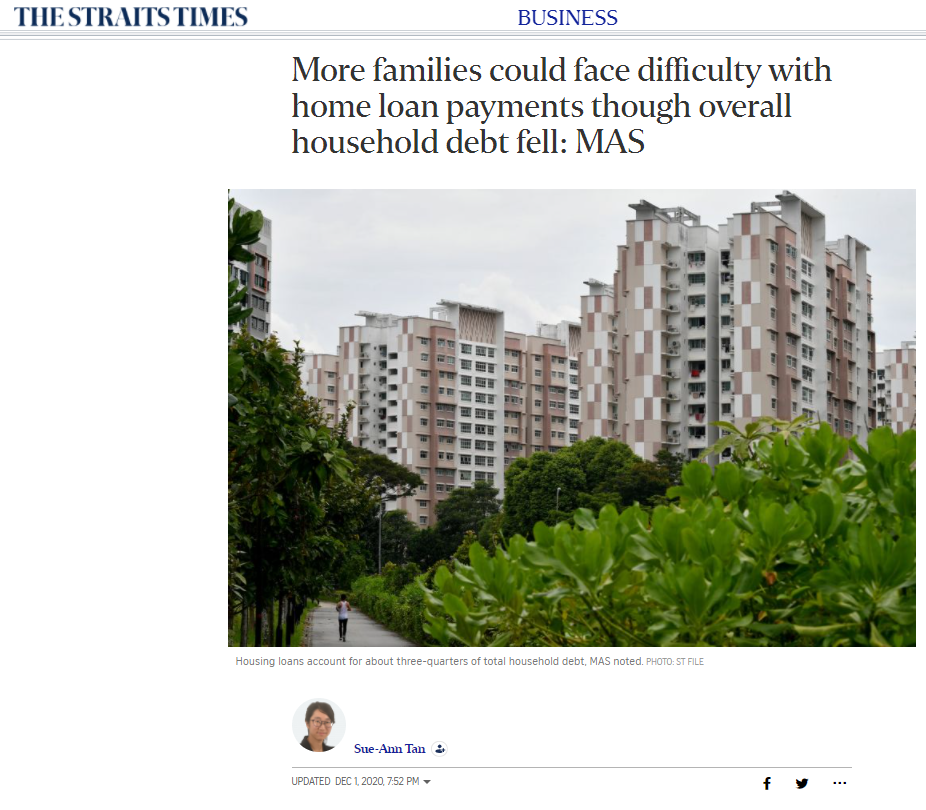 THE STRAITS TIMES
BUSINESS
More families could face difficulty with
home loan payments though overall
household debt fell: MAS
Housing loans account for about three-quarters of total household debt, MAS noted. PHOTO: ST FILE
Sue-Ann Tan
UPDATED DEC 1, 2020, 7:52 PM